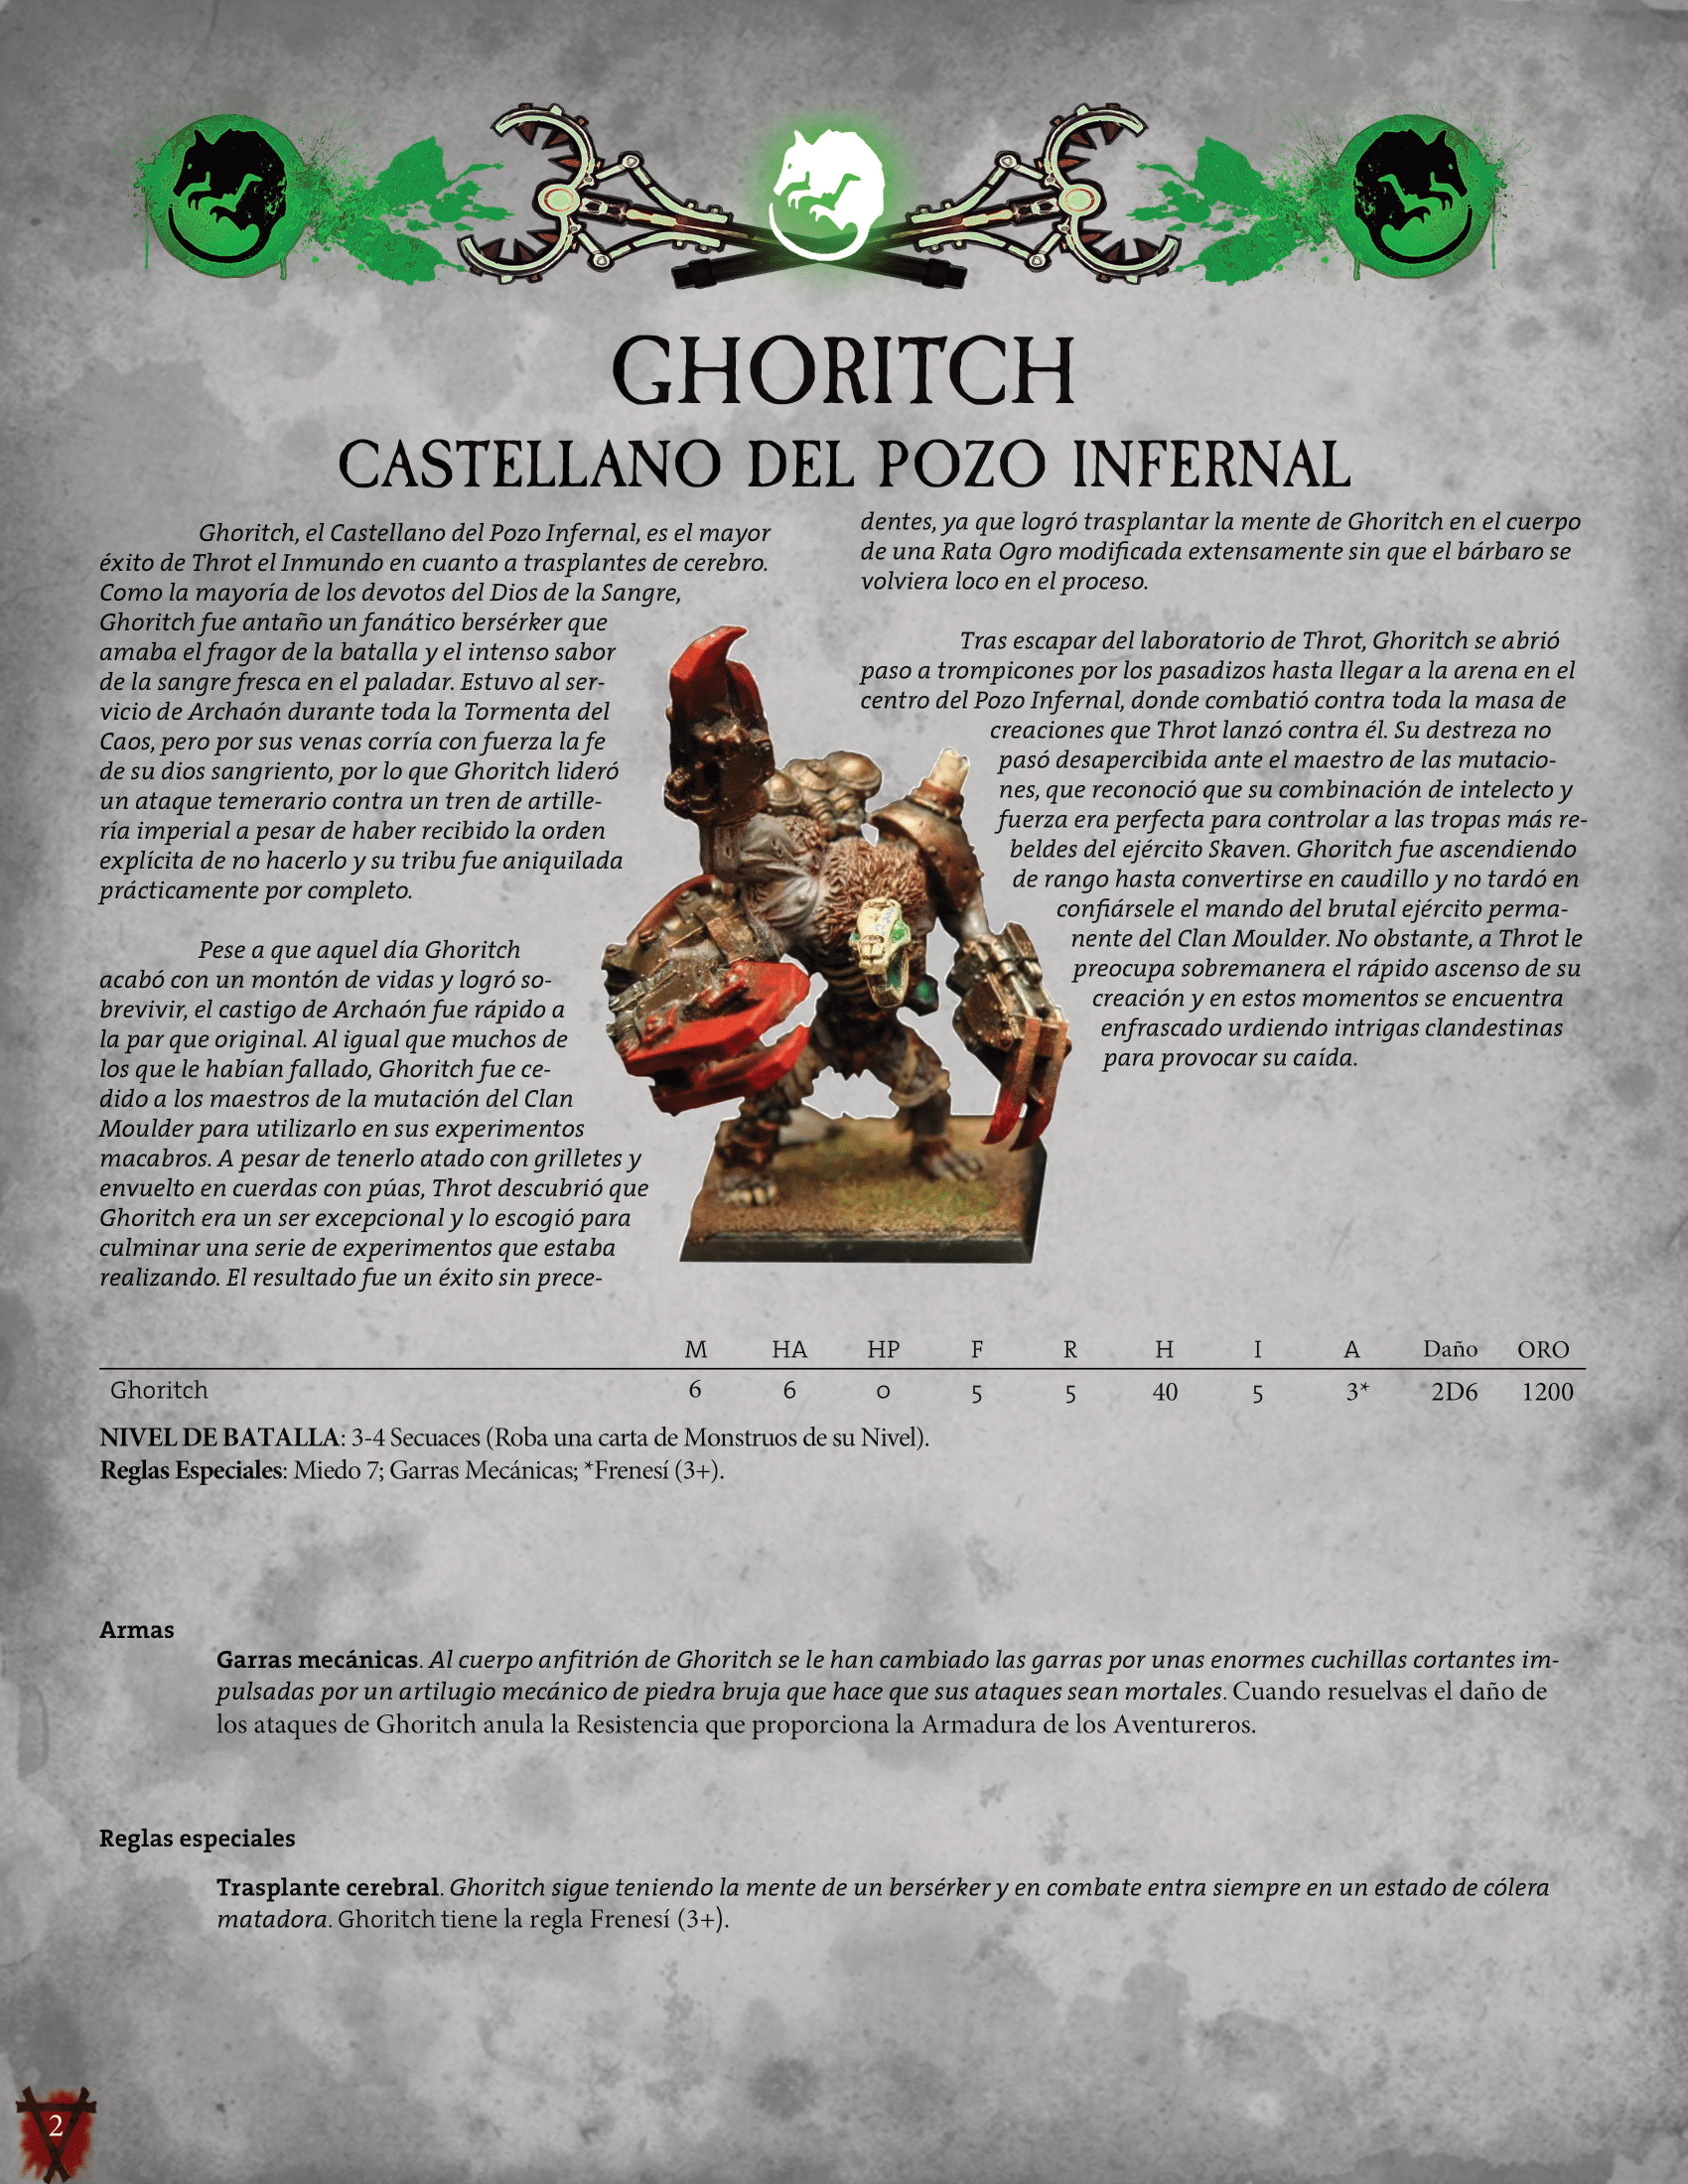 GHORITCH
CASTELLANO DEL POZO INFERNAL
Ghoritch, el Castellano del Pozo Infernal, es el mayor
éxito de Throt el Inmundo en cuanto a trasplantes de cerebro.
Como la mayoría de los devotos del Dios de la Sangre,
Ghoritch fue antaño un fanático bersérker que
amaba el fragor de la batalla y el intenso sabor
de la sangre fresca en el paladar. Estuvo al ser-
vicio de Archaón durante toda la Tormenta del
Caos, pero por sus venas corría con fuerza la fe
de su dios sangriento, por lo que Ghoritch lideró
un ataque temerario contra un tren de artille-
ría imperial a pesar de haber recibido la orden
explícita de no hacerlo y su tribu fue aniquilada
prácticamente por completo.
Pese a que aquel día Ghoritch
acabó con un montón de vidas y logró so-
brevivir, el castigo de Archaón fue rápido a
la par que original. Al igual que muchos de
los que le habían fallado, Ghoritch fue ce-
dido a los maestros de la mutación del Clan
Moulder para utilizarlo en sus experimentos
macabros. A pesar de tenerlo atado con grilletes y
envuelto en cuerdas con púas, Throt descubrió que
Ghoritch era un ser excepcional y lo escogió para
culminar una serie de experimentos que estaba
realizando. El resultado fue un éxito sin prece-
dentes, ya que logró trasplantar la mente de Ghoritch en el cuerpo
de una Rata Ogro modificada extensamente sin que el bárbaro se
volviera loco en el proceso.
Tras escapar del laboratorio de Throt, Ghoritch se abrió
paso a trompicones por los pasadizos hasta llegar a la arena en el
centro del Pozo Infernal, donde combatió contra toda la masa de
creaciones que Throt lanzó contra él. Su destreza no
pasó desapercibida ante el maestro de las mutacio-
nes, que reconoció que su combinación de intelecto y
fuerza era perfecta para controlar a las tropas más re-
beldes del ejército Skaven. Ghoritch fue ascendiendo
de rango hasta convertirse en caudillo y no tardó en
confiársele el mando del brutal ejército perma-
nente del Clan Moulder. No obstante, a Throt le
preocupa sobremanera el rápido ascenso de su
creación y en estos momentos se encuentra
enfrascado urdiendo intrigas clandestinas
para provocar su caída.
M HA HP F R H I A Daño ORO
Ghoritch 6 6 0 5 5 40 5 3* 2D6 1200
NIVEL DE BATALLA: 3-4 Secuaces (Roba una carta de Monstruos de su Nivel).
Reglas Especiales: Miedo 7; Garras Mecánicas; *Frenesí (3+).
Armas
Garras mecánicas. Al cuerpo anfitrión de Ghoritch se le han cambiado las garras por unas enormes cuchillas cortantes im-
pulsadas por un artilugio mecánico de piedra bruja que hace que sus ataques sean mortales. Cuando resuelvas el daño de
los ataques de Ghoritch anula la Resistencia que proporciona la Armadura de los Aventureros.
Reglas especiales
Trasplante cerebral. Ghoritch sigue teniendo la mente de un bersérker y en combate entra siempre en un estado de cólera
matadora. Ghoritch tiene la regla Frenesí (3+).
2